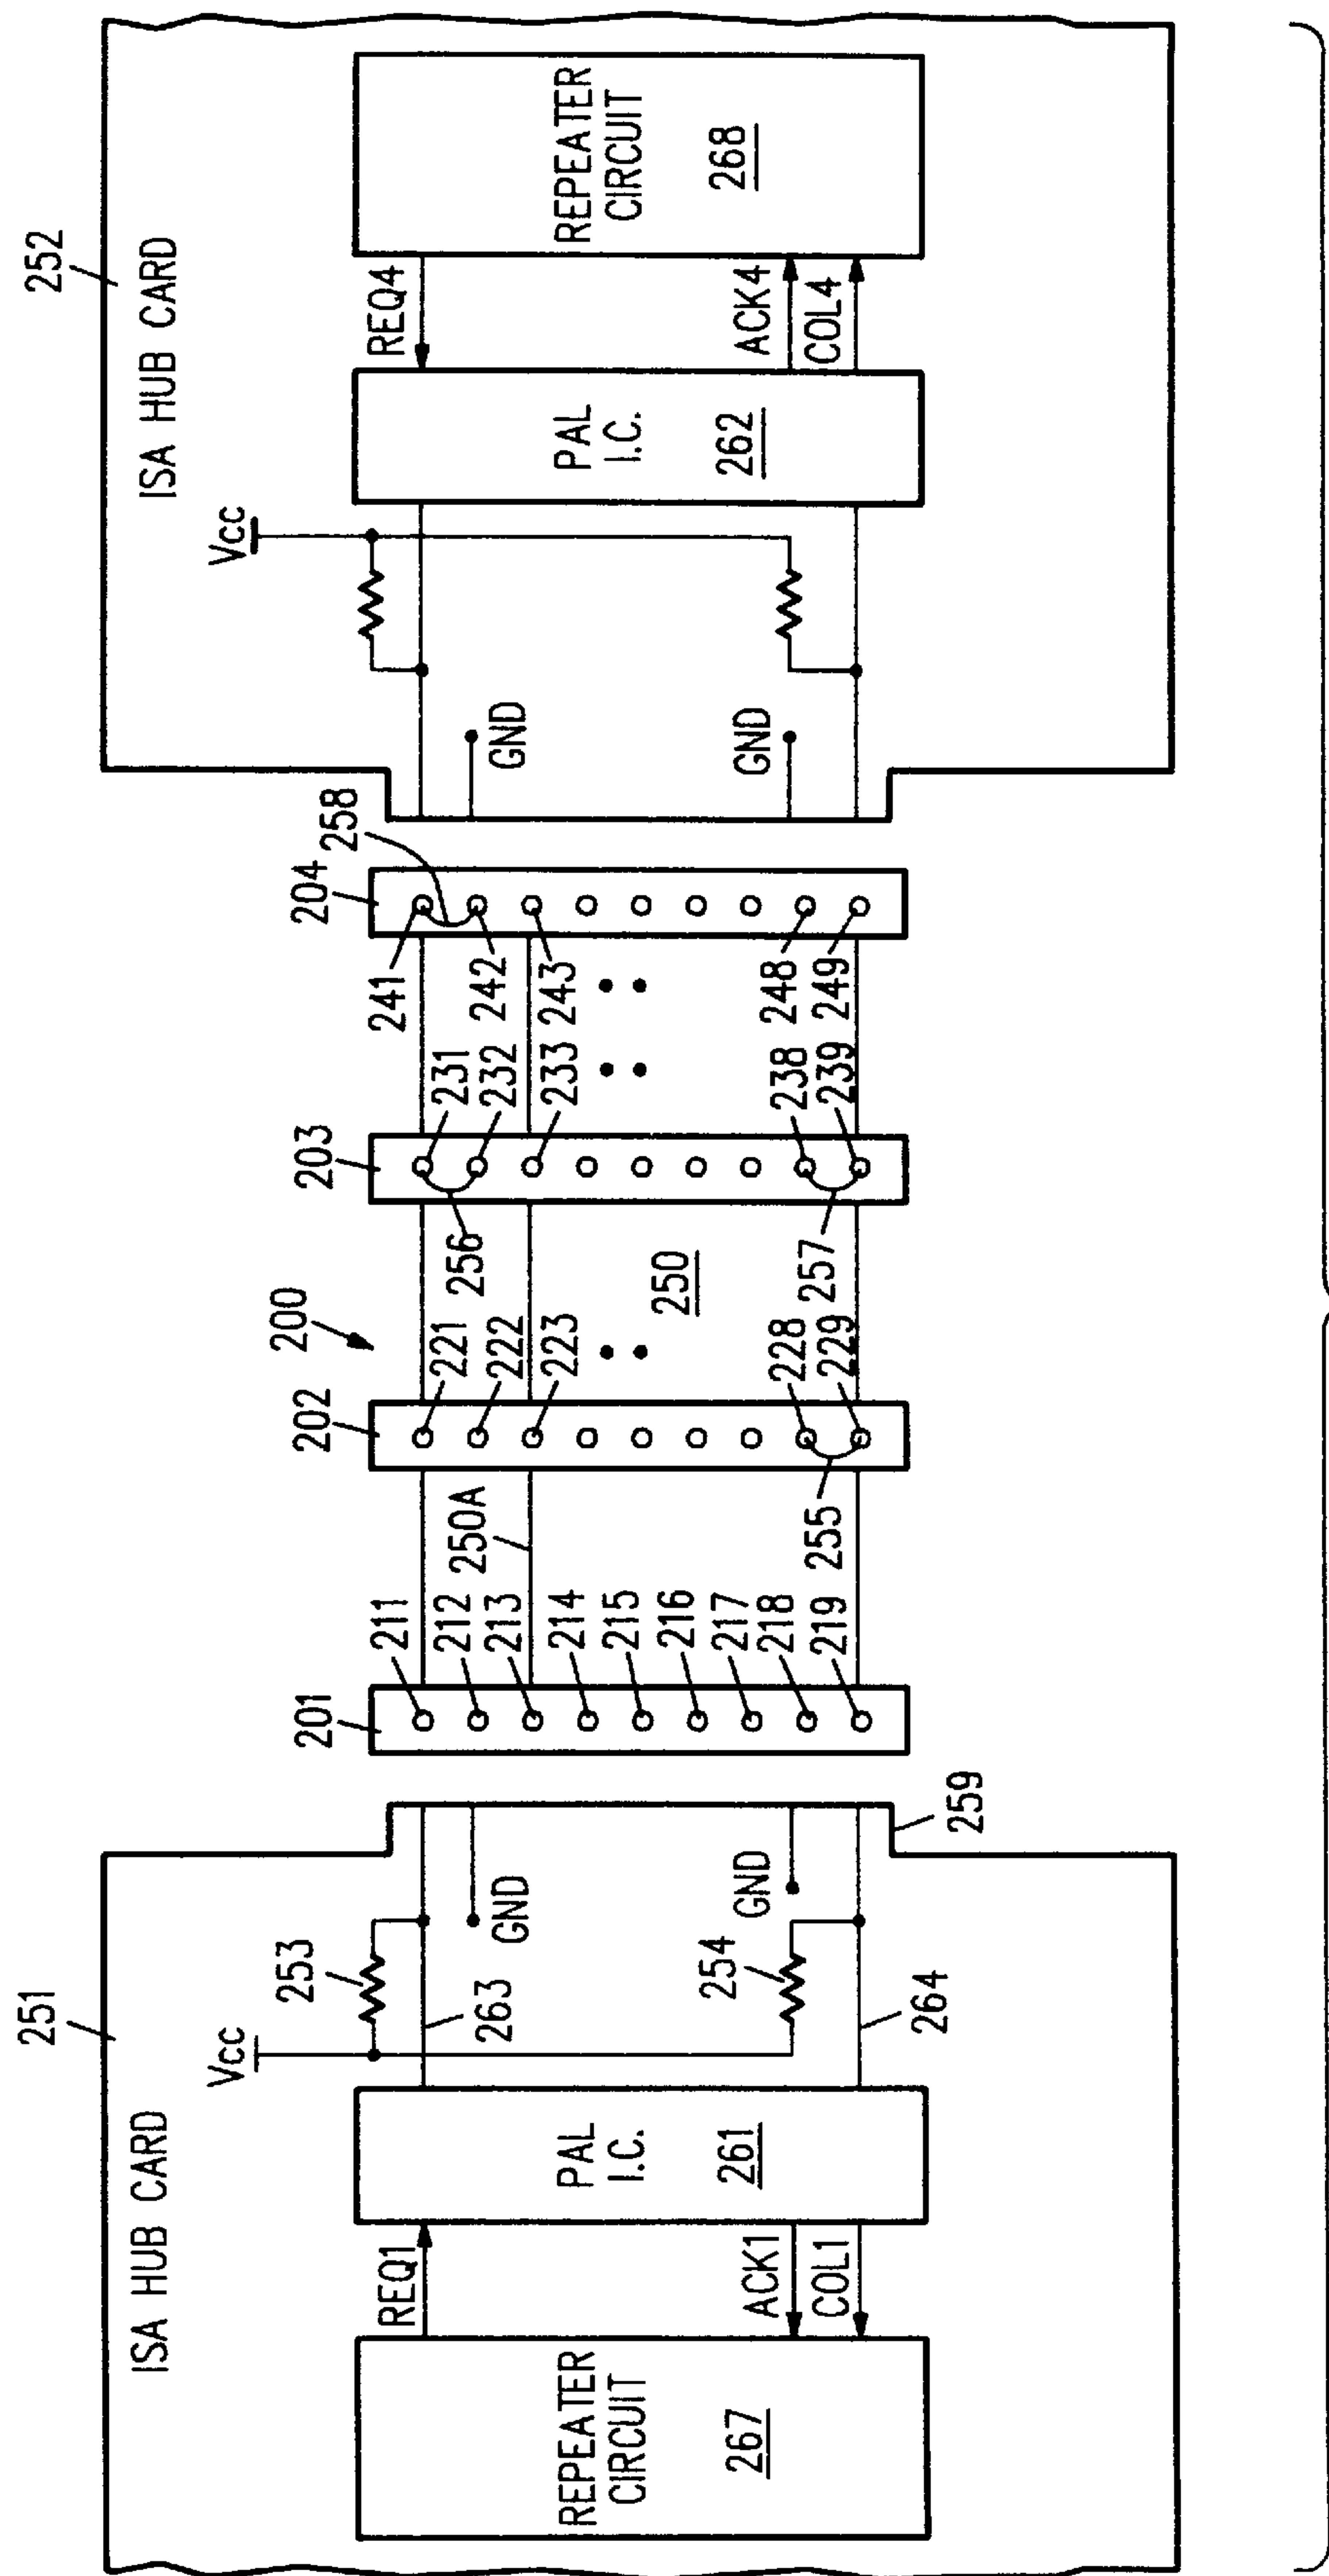 251
ISA HUB CARD
REPEATER
CIRCUIT
267
REQ1
ACK1
COL1
PAL
I.C.
261
Vcc
253
263
GND
GND
254
264
259
201
211
212
213
214
215
216
217
218
219
250A
200
202
221
222
223
228
229
255
250
203
231
232
233
238
239
256
257
204
241
242
243
248
249
258
252
ISA HUB CARD
Vcc
GND
GND
PAL
I.C.
262
REQ4
ACK4
COL4
REPEATER
CIRCUIT
268